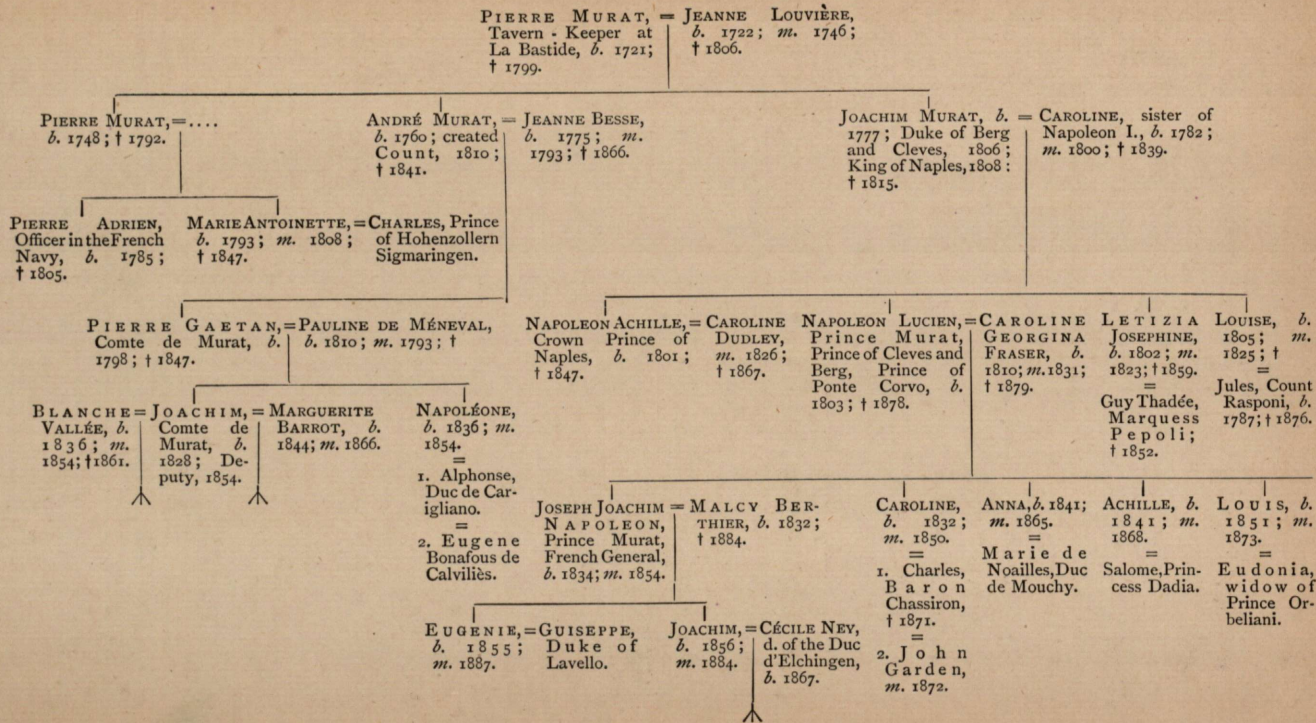 PIERRE MURAT, = JEANNE LOUVIÈRE,
Tavern - Keeper at
La Bastide, b. 1721;
† 1799.
b. 1722; m. 1746;
† 1806.
PIERRE MURAT,=....
b. 1748; † 1792.
ANDRÉ MURAT, = JEANNE BESSE,
b. 1760; created
Count, 1810;
† 1841.
b. 1775; m.
1793; † 1866.
JOACHIM MURAT, b. = CAROLINE, sister of
1777; Duke of Berg
and Cleves, 1806;
King of Naples, 1808:
† 1815.
Napoleon I., b. 1782;
m. 1800; † 1839.
PIERRE ADRIEN,
Officer in the French
Navy, b. 1785;
† 1805.
MARIE ANTOINETTE,=CHARLES, Prince
b. 1793; m. 1808;
† 1847.
of Hohenzollern
Sigmaringen.
PIERRE GAETAN,=PAULINE DE MÉNEVAL,
Comte de Murat, b.
1798; † 1847.
b. 1810; m. 1793; †
NAPOLEON ACHILLE, = CAROLINE
Crown Prince of
Naples, b. 1801;
† 1847.
DUDLEY,
m. 1826;
† 1867.
NAPOLEON LUCIEN,=CAROLINE
Prince Murat,
Prince of Cleves and
Berg, Prince of
Ponte Corvo, b.
1803; † 1878.
GEORGINA
FRASER, b.
1810; m. 1831;
† 1879.
LETIZIA
JOSEPHINE,
b. 1802; m.
1823; † 1859.
=
Guy Thadée,
Marquess
Pepoli;
† 1852.
LOUISE, b.
1805; m.
1825; †
=
Jules, Count
Rasponi, b.
1787; † 1876.
BLANCHE = JOACHIM, = MARGUERITE
VALLÉE, b.
1836; m.
1854; †1861.
Comte de
Murat, b.
1828; De-
puty, 1854.
BARROT, b.
1844; m. 1866.
NAPOLÉONE,
b. 1836; m.
1854.
=
1. Alphonse,
Duc de Car-
igliano.
=
2. Eugene
Bonafous de
Calviliès.
JOSEPH JOACHIM = MALCY BER-
NAPOLEON,
Prince Murat,
French General,
b. 1834; m. 1854.
THIER, b. 1832;
† 1884.
CAROLINE,
b. 1832;
m. 1850.
=
1. Charles,
Baron
Chassiron,
† 1871.
=
2. John
Garden,
m. 1872.
ANNA, b. 1841;
m. 1865.
=
Marie de
Noailles, Duc
de Mouchy.
ACHILLE, b.
1841; m.
1868.
=
Salome, Prin-
cess Dadia.
LOUIS, b.
1851; m.
1873.
=
Eudonia,
widow of
Prince Or-
beliani.
EUGENIE, = GUISEPPE,
b. 1855;
m. 1887.
Duke of
Lavello.
JOACHIM, = CÉCILE NEY,
b. 1856;
m. 1884.
d. of the Duc
d'Elchingen,
b. 1867.